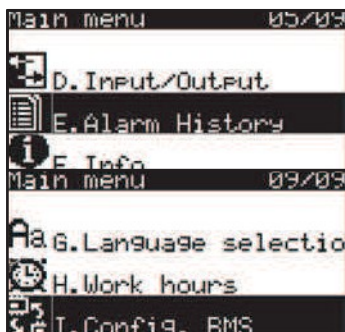 Main menu 05/09
D.Input/Output
E.Alarm History
F.Info
Main menu 09/09
Aa G.Language selectio
H.Work hours
I.Config. BMS